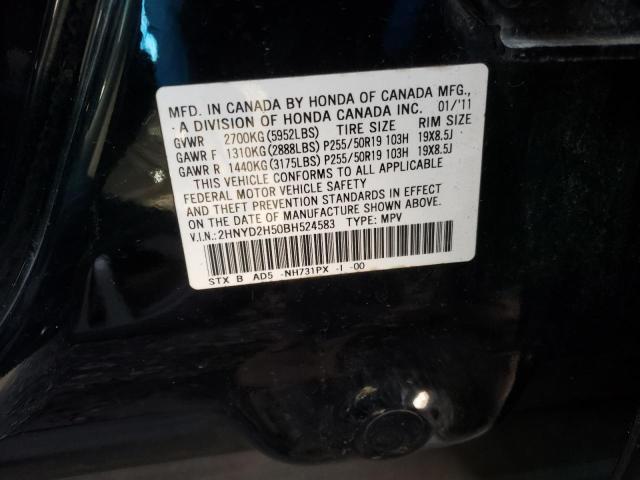 MFD. IN CANADA BY HONDA OF CANADA MFG.,
A DIVISION OF HONDA CANADA INC. 01/'11
GVWR 2700KG(5952LBS) TIRE SIZE RIM SIZE
GAWR F 1310KG(2888LBS) P255/50R19 103H 19X8.5J
GAWR R 1440KG(3175LBS) P255/50R19 103H 19X8.5J
THIS VEHICLE CONFORMS TO ALL APPLICABLE
FEDERAL MOTOR VEHICLE SAFETY
AND THEFT PREVENTION STANDARDS IN EFFECT
ON THE DATE OF MANUFACTURE SHOWN ABOVE.
V.I.N.: 2HNYD2H50BH524583 TYPE: MPV
STX B AD5 -NH731PX -I -00